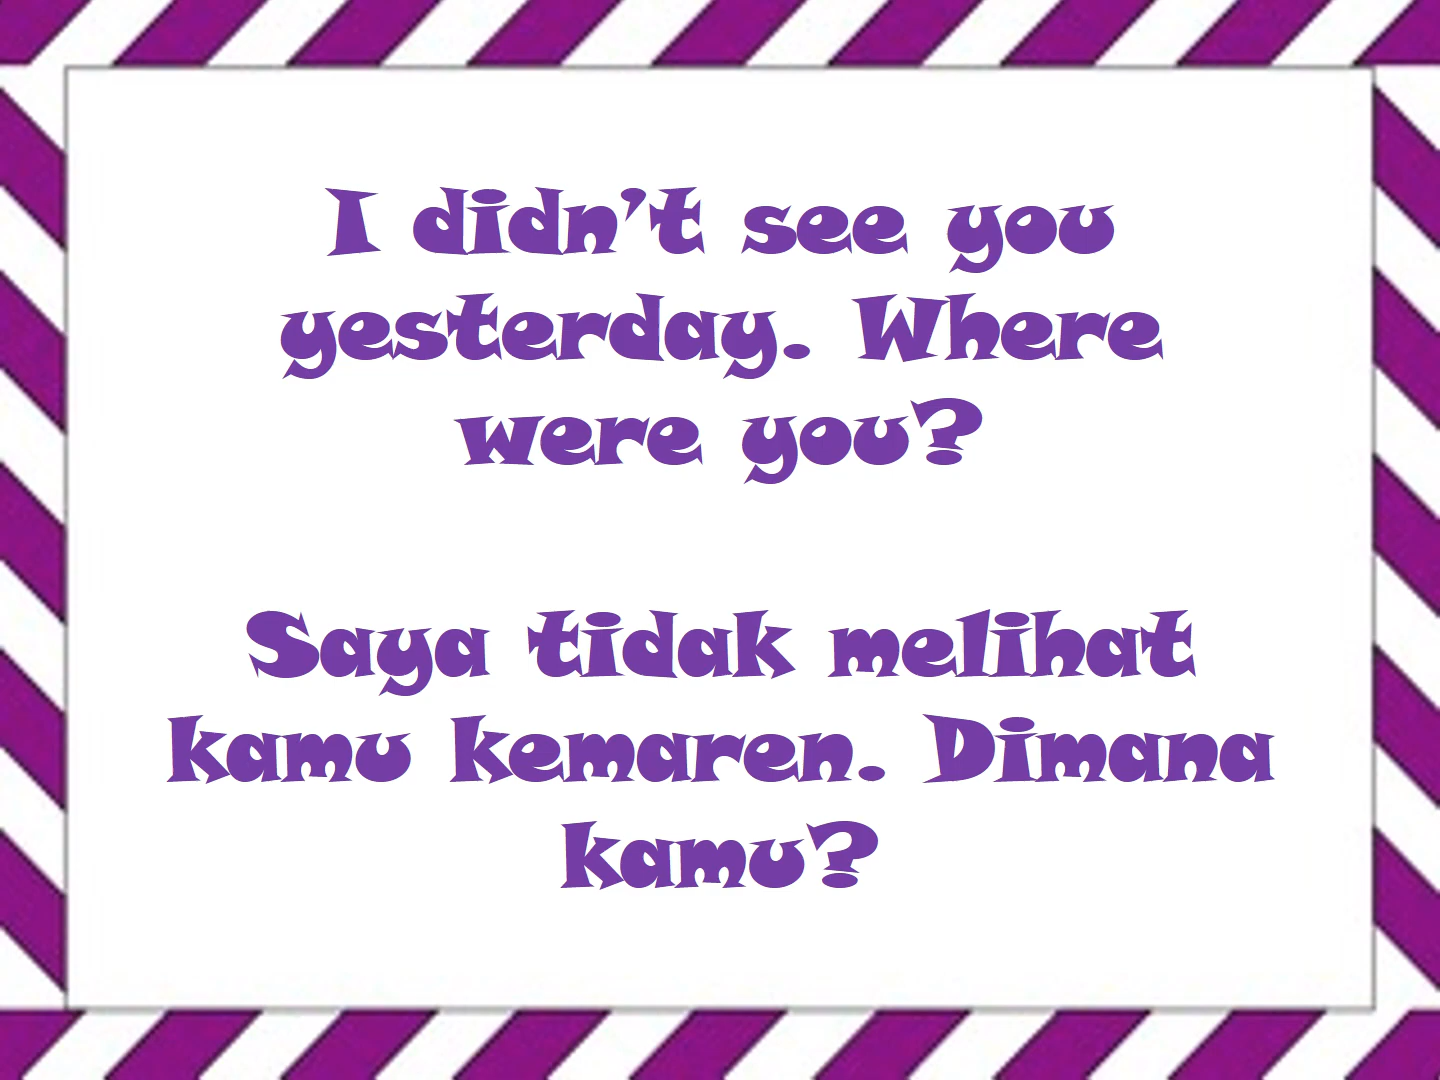 I didn’t see you
yesterday. Where
were you?
Saya tidak melihat
kamu kemaren. Dimana
kamu?